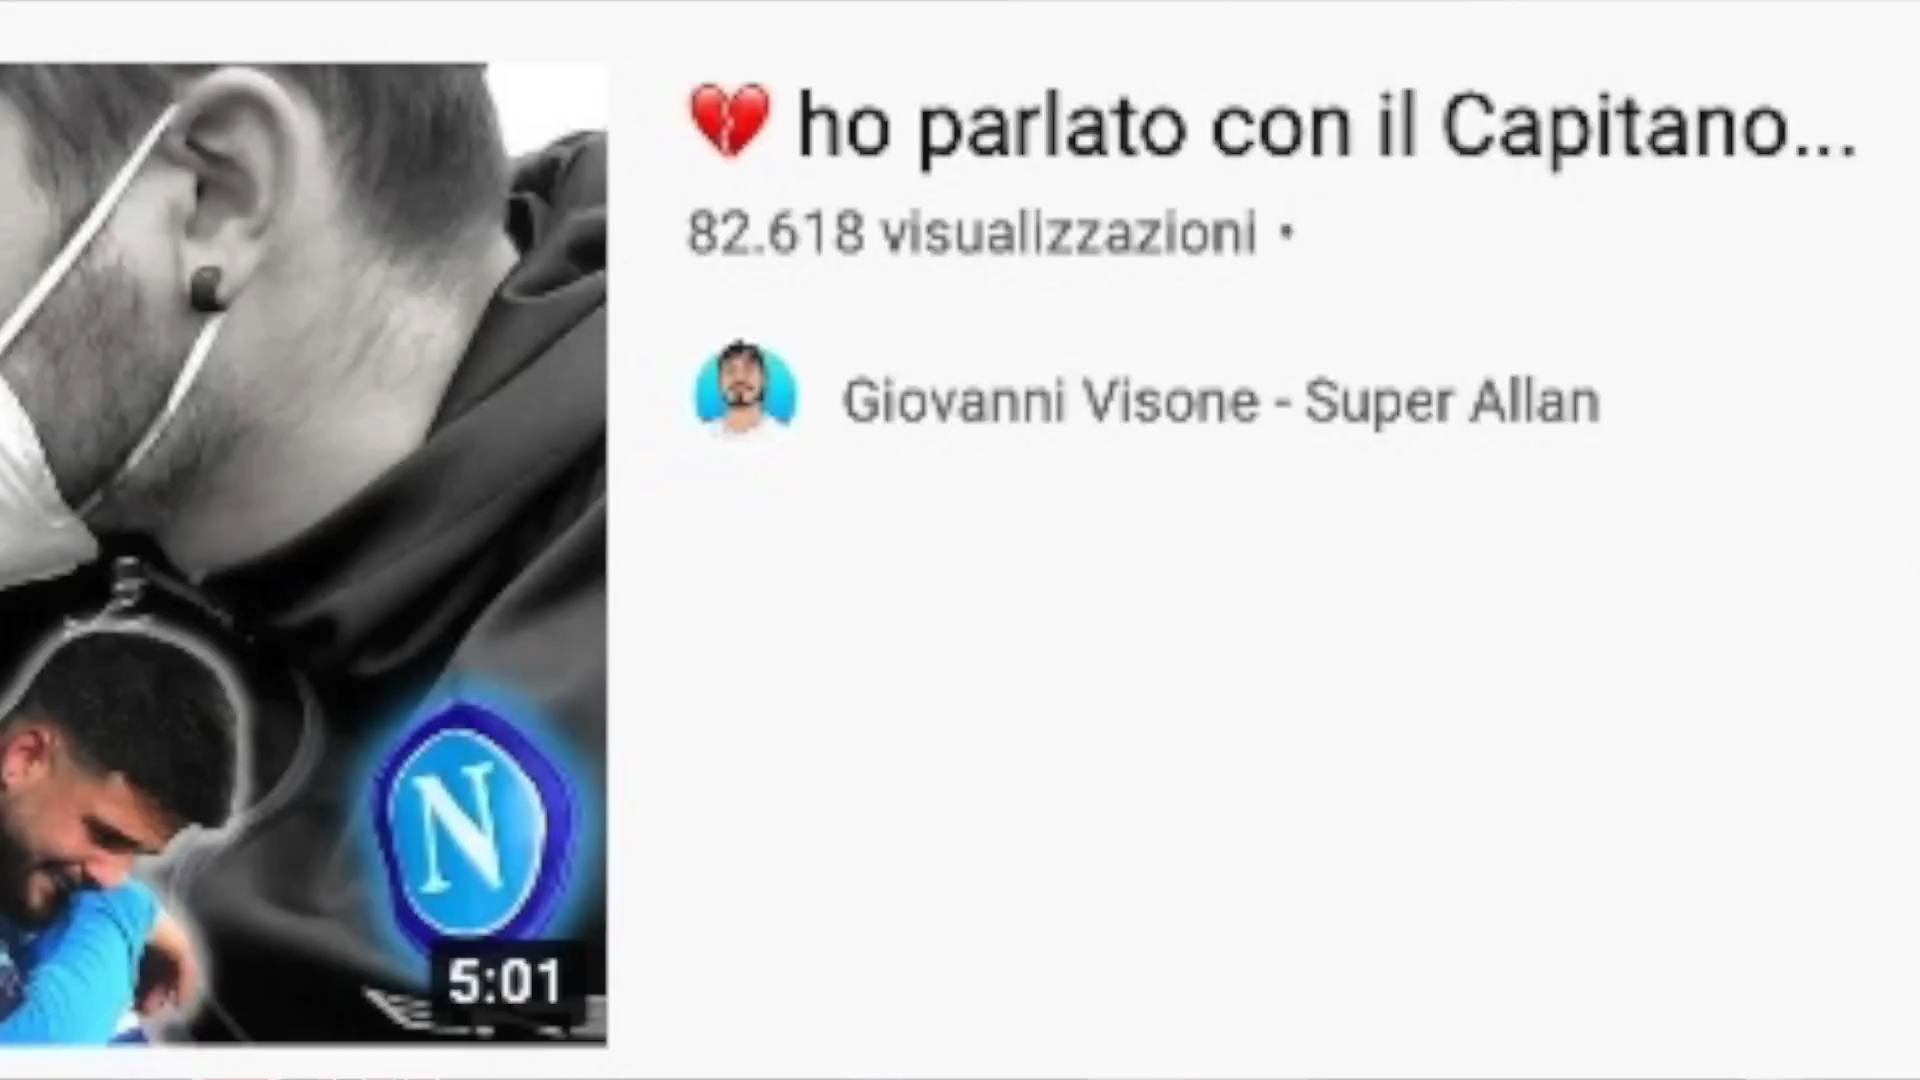 💔 ho parlato con il Capitano...
82.618 visualizzazioni •
Giovanni Visone - Super Allan
N
5:01